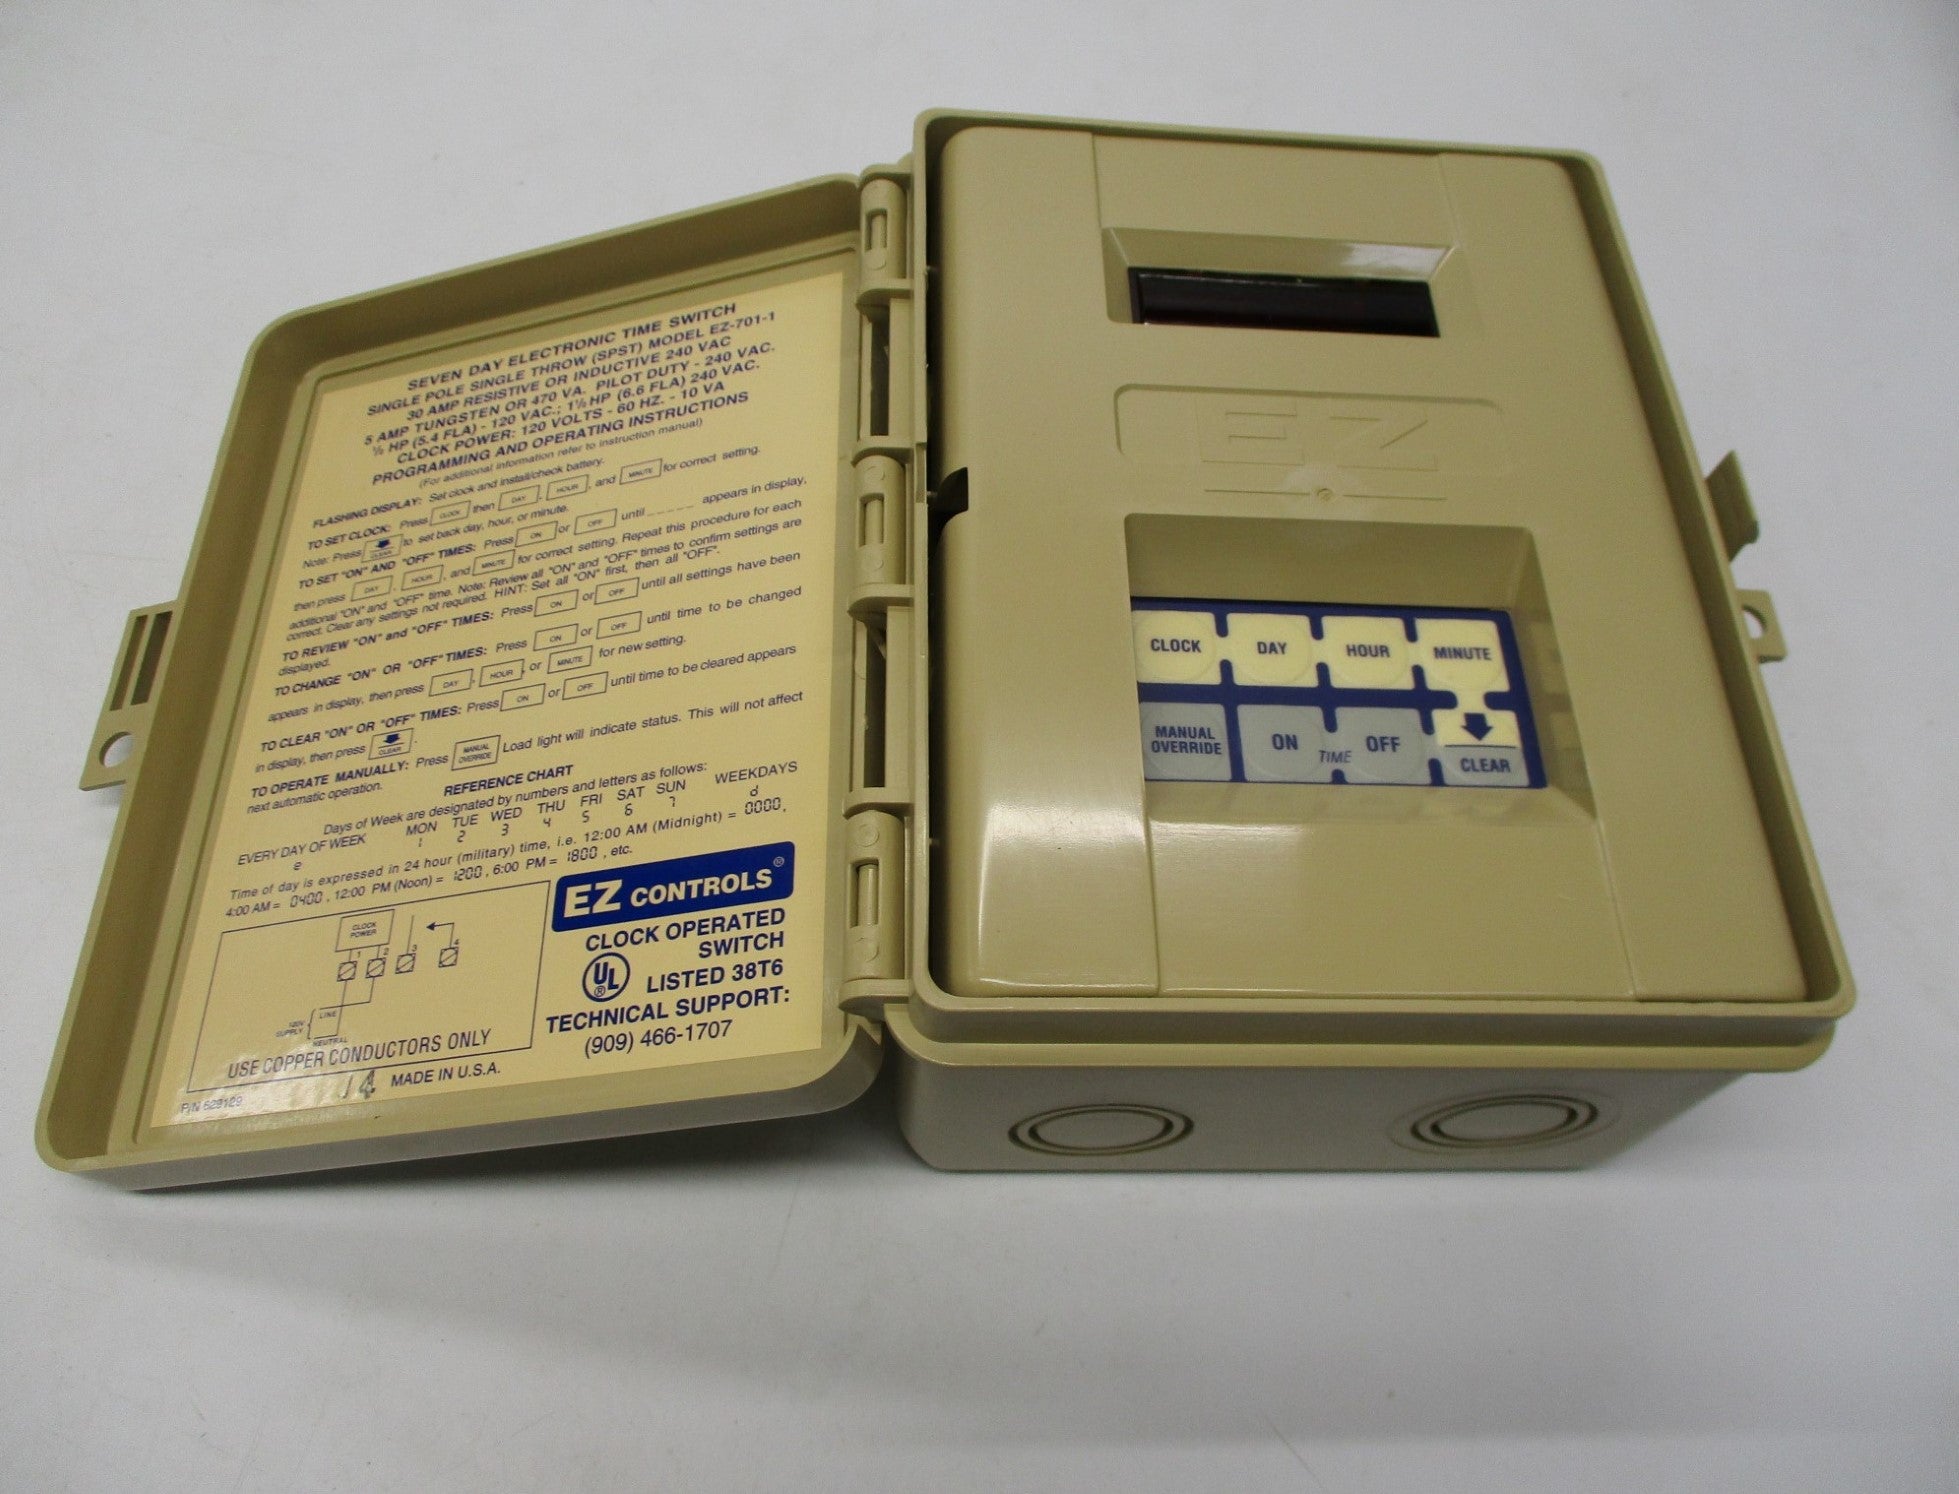 SEVEN DAY ELECTRONIC TIME SWITCH
SINGLE POLE SINGLE THROW (SPST) MODEL EZ-701-1
30 AMP RESISTIVE OR INDUCTIVE 240 VAC
5 AMP TUNGSTEN OR 470 VA. PILOT DUTY - 240 VAC.
½ HP (5.4 FLA) - 120 VAC.; 1½ HP (6.6 FLA) 240 VAC.
CLOCK POWER: 120 VOLTS - 60 HZ. - 10 VA
PROGRAMMING AND OPERATING INSTRUCTIONS
(For additional information refer to instruction manual)
FLASHING DISPLAY: Set clock and install/check battery.
TO SET CLOCK: Press CLOCK then DAY, HOUR, and MINUTE for correct setting.
Note: Press CLEAR to set back day, hour, or minute.
TO SET "ON" AND "OFF" TIMES: Press ON or OFF until _ _ _ _ _ appears in display,
then press DAY, HOUR, and MINUTE for correct setting. Repeat this procedure for each
additional "ON" and "OFF" time. Note: Review all "ON" and "OFF" times to confirm settings are
correct. Clear any settings not required. HINT: Set all "ON" first, then all "OFF".
TO REVIEW "ON" and "OFF" TIMES: Press ON or OFF until all settings have been
displayed.
TO CHANGE "ON" OR "OFF" TIMES: Press ON or OFF until time to be changed
appears in display, then press DAY, HOUR, or MINUTE for new setting.
TO CLEAR "ON" OR "OFF" TIMES: Press ON or OFF until time to be cleared appears
in display, then press CLEAR.
TO OPERATE MANUALLY: Press MANUAL OVERRIDE Load light will indicate status. This will not affect
next automatic operation.
REFERENCE CHART
Days of Week are designated by numbers and letters as follows:
EVERY DAY OF WEEK MON TUE WED THU FRI SAT SUN WEEKDAYS
e 1 2 3 4 5 6 7 d
Time of day is expressed in 24 hour (military) time, i.e. 12:00 AM (Midnight) = 0000,
4:00 AM = 0400, 12:00 PM (Noon) = 1200, 6:00 PM = 1800, etc.
CLOCK
POWER
1 2 3 4
120V
SUPPLY
LINE
NEUTRAL
USE COPPER CONDUCTORS ONLY
P/N 629129
14
MADE IN U.S.A.
EZ CONTROLS®
CLOCK OPERATED
SWITCH
UL®
LISTED 38T6
TECHNICAL SUPPORT:
(909) 466-1707
EZ
CLOCK DAY HOUR MINUTE
MANUAL
OVERRIDE
ON TIME OFF
CLEAR